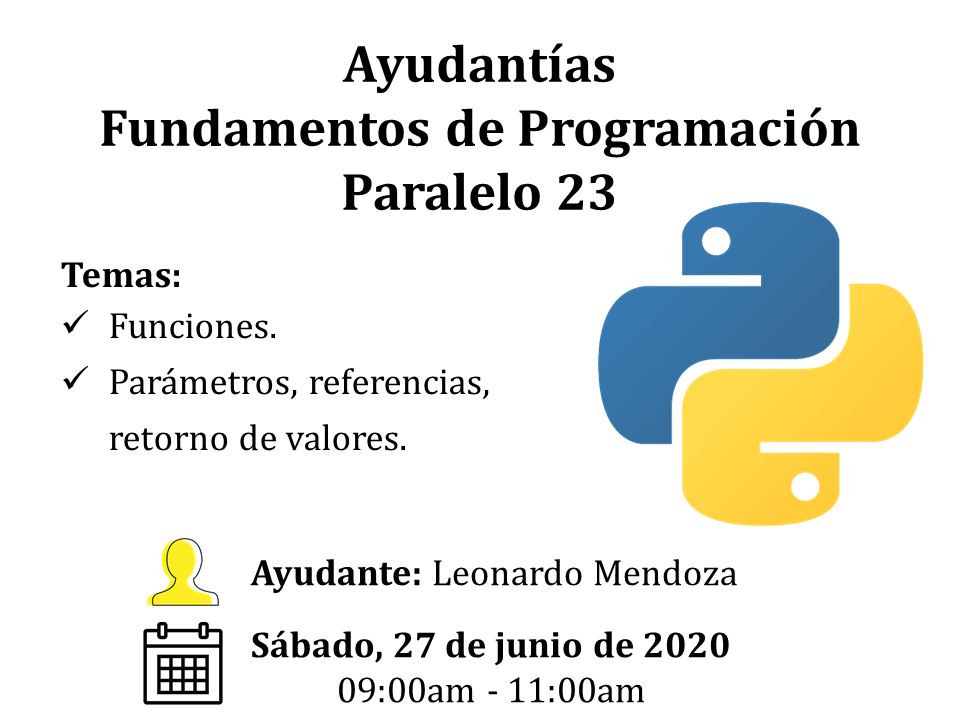 Ayudantías
Fundamentos de Programación
Paralelo 23
Temas:
✓ Funciones.
✓ Parámetros, referencias,
retorno de valores.
Ayudante: Leonardo Mendoza
Sábado, 27 de junio de 2020
09:00am - 11:00am